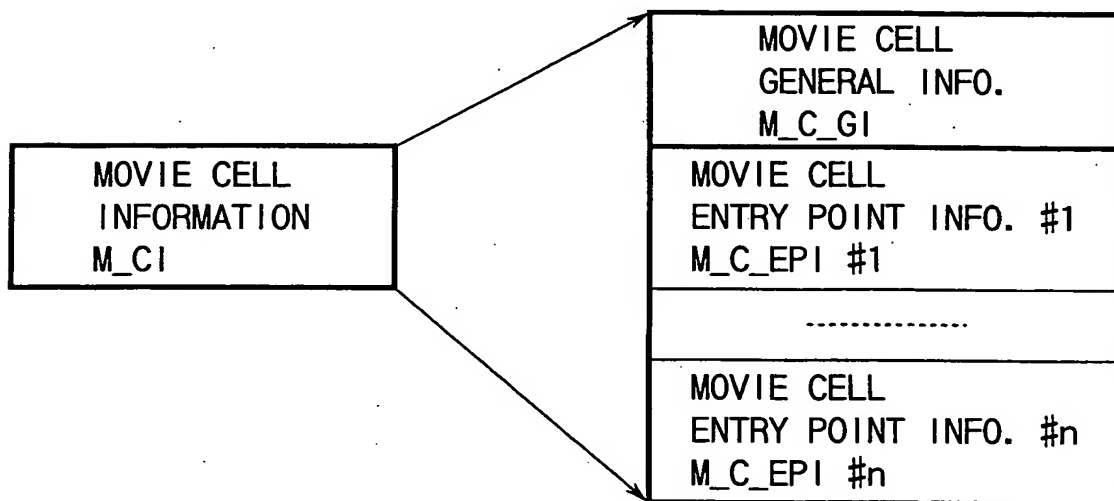 MOVIE CELL
INFORMATION
M_CI
MOVIE CELL
GENERAL INFO.
M_C_GI
MOVIE CELL
ENTRY POINT INFO. #1
M_C_EPI #1
MOVIE CELL
ENTRY POINT INFO. #n
M_C_EPI #n